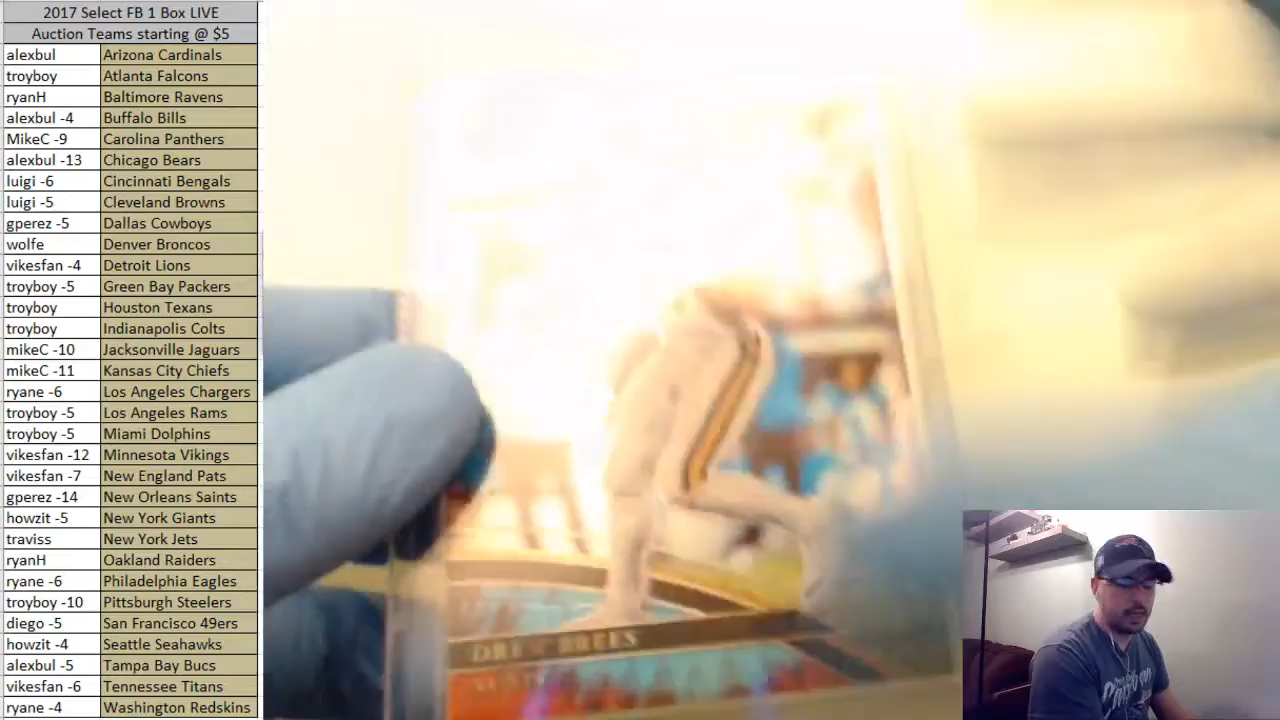 2017 Select FB 1 Box LIVE
Auction Teams starting @ $5
alexbul Arizona Cardinals
troyboy Atlanta Falcons
ryanH Baltimore Ravens
alexbul -4 Buffalo Bills
MikeC -9 Carolina Panthers
alexbul -13 Chicago Bears
luigi -6 Cincinnati Bengals
luigi -5 Cleveland Browns
gperez -5 Dallas Cowboys
wolfe Denver Broncos
vikesfan -4 Detroit Lions
troyboy -5 Green Bay Packers
troyboy Houston Texans
troyboy Indianapolis Colts
mikeC -10 Jacksonville Jaguars
mikeC -11 Kansas City Chiefs
ryane -6 Los Angeles Chargers
troyboy -5 Los Angeles Rams
troyboy -5 Miami Dolphins
vikesfan -12 Minnesota Vikings
vikesfan -7 New England Pats
gperez -14 New Orleans Saints
howzit -5 New York Giants
traviss New York Jets
ryanH Oakland Raiders
ryane -6 Philadelphia Eagles
troyboy -10 Pittsburgh Steelers
diego -5 San Francisco 49ers
howzit -4 Seattle Seahawks
alexbul -5 Tampa Bay Bucs
vikesfan -6 Tennessee Titans
ryane -4 Washington Redskins
DREW BREES